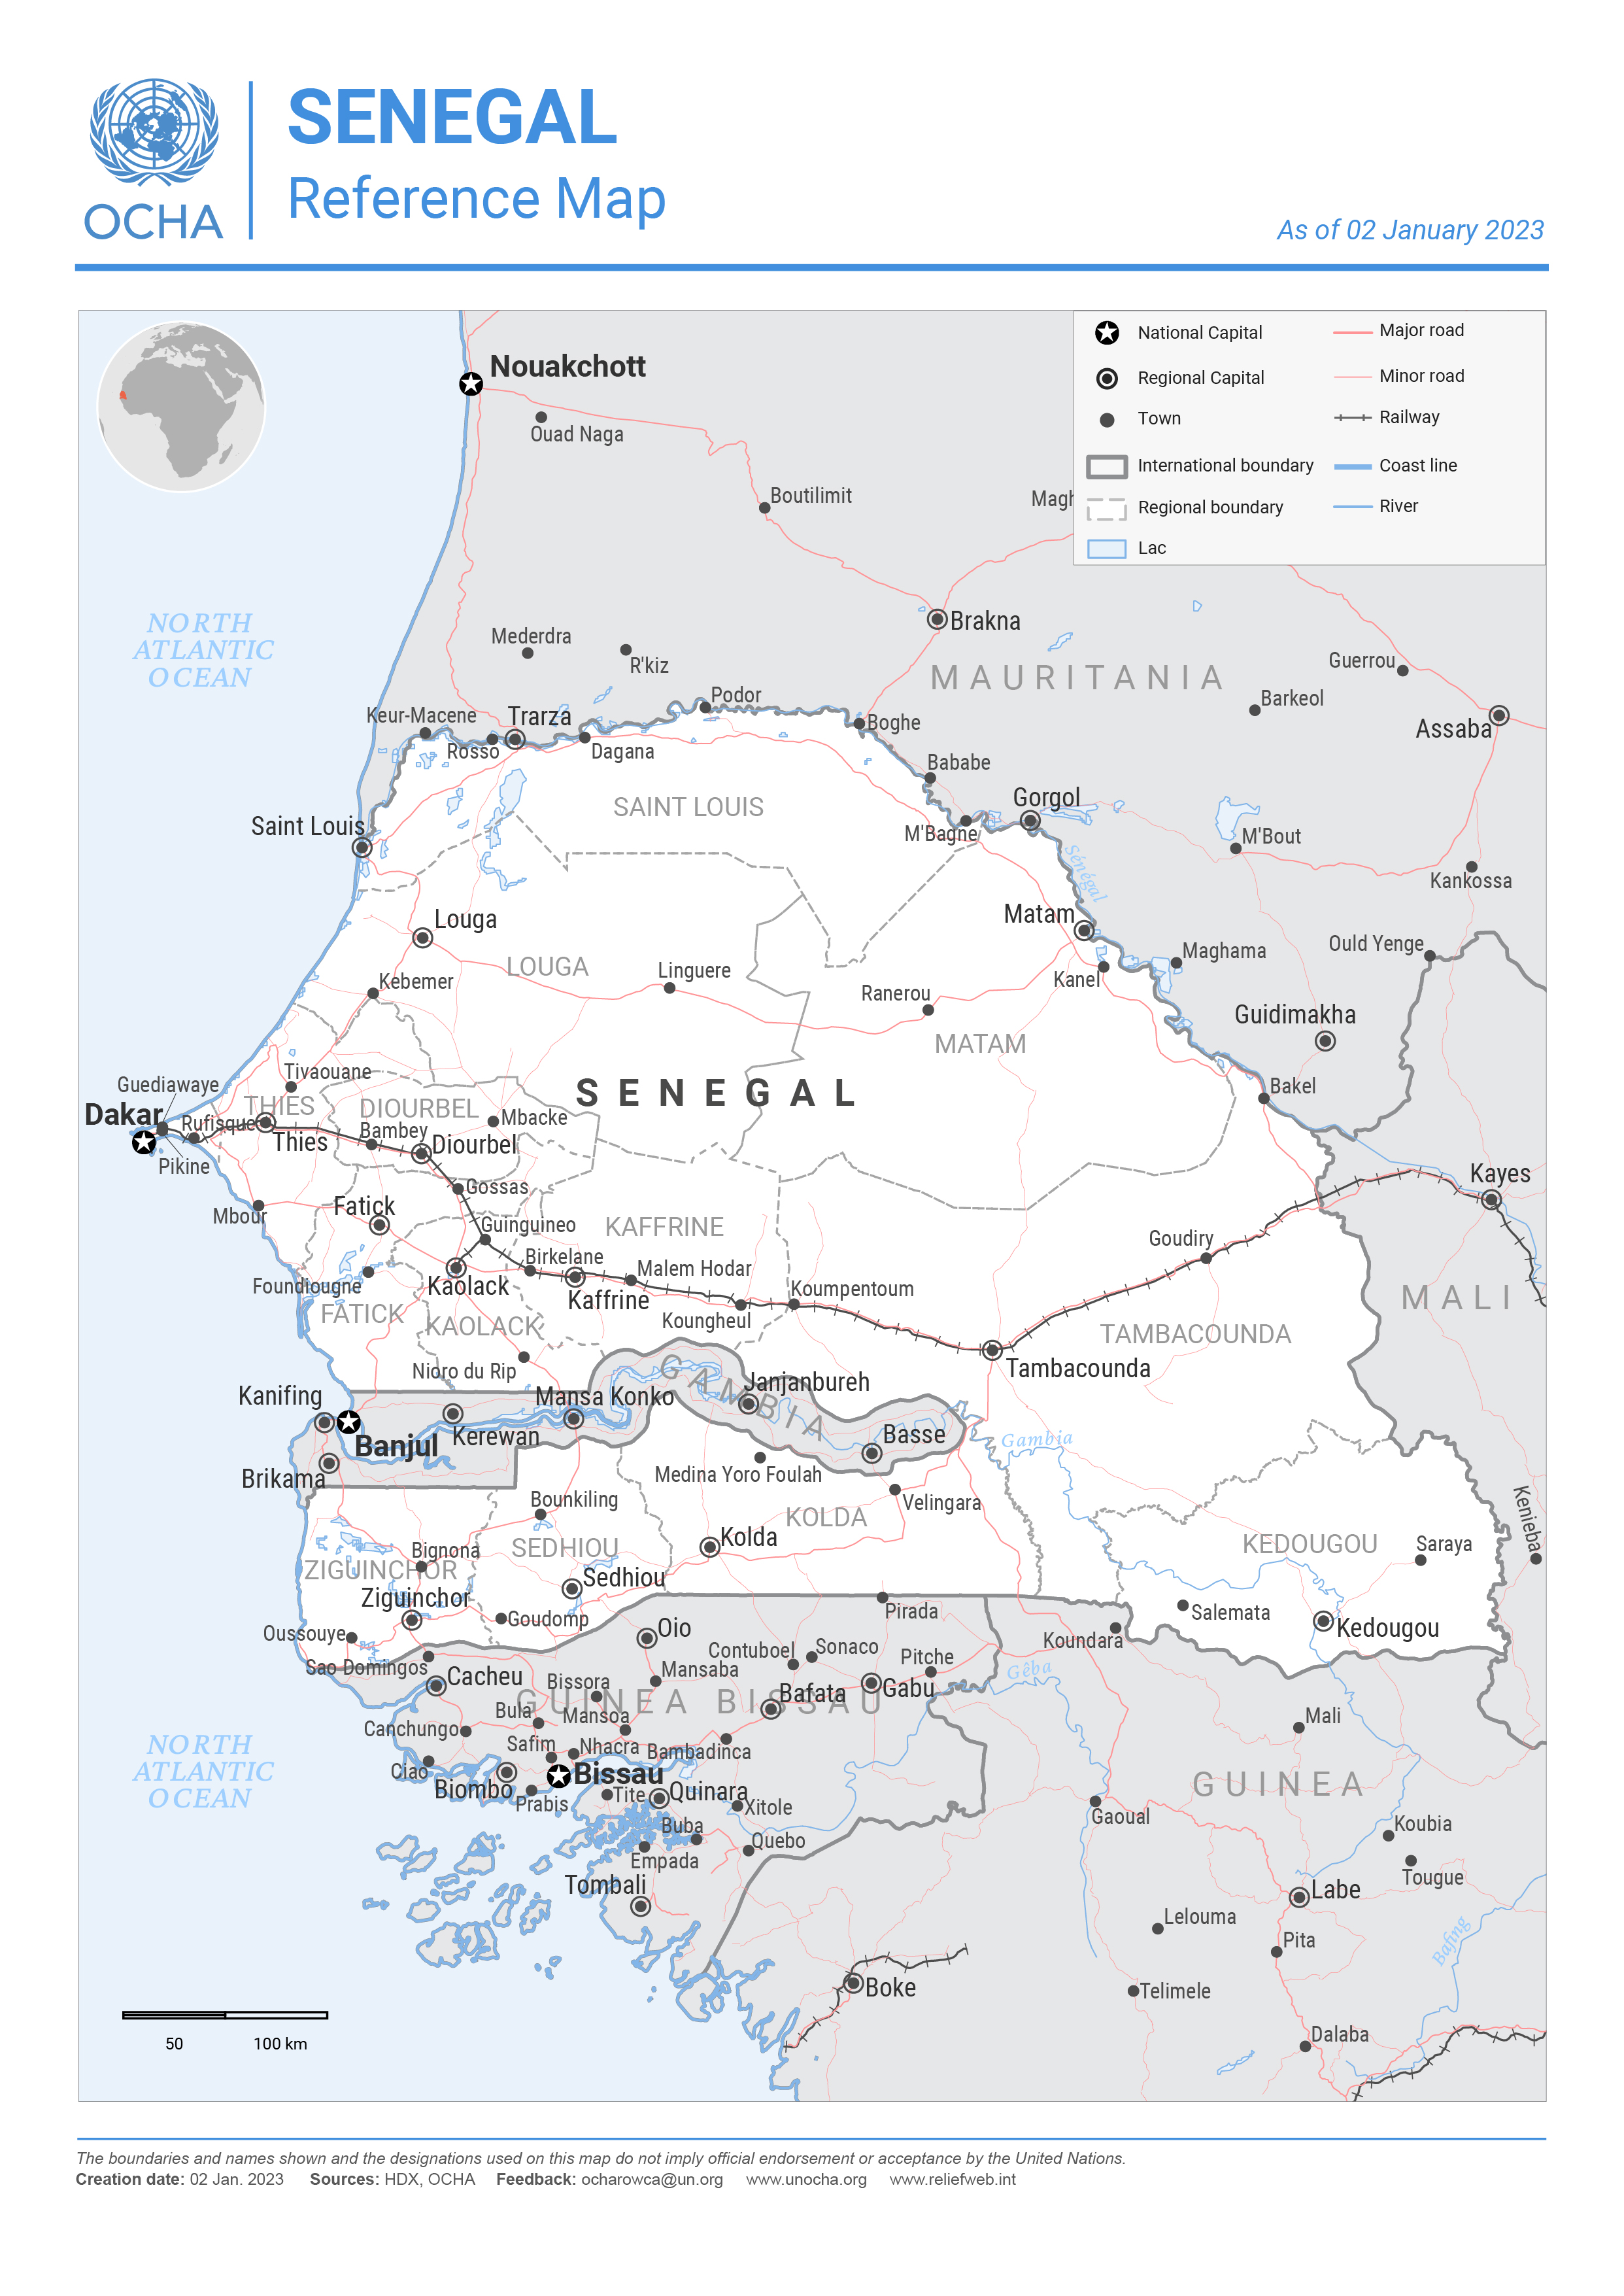 OCHA
SENEGAL
Reference Map
As of 02 January 2023
National Capital
Regional Capital
Town
International boundary
Regional boundary
Lac
Major road
Minor road
Railway
Coast line
River
Nouakchott
Ouad Naga
Boutilimit
Magh
NORTH
ATLANTIC
OCEAN
Brakna
Mederdra
R'kiz
MAURITANIA
Guerrou
Barkeol
Assaba
Podor
Keur-Macene
Trarza
Rosso
Dagana
Boghe
Bababe
SAINT LOUIS
Gorgol
Saint Louis
M'Bagne
M'Bout
Sénégal
Kankossa
Louga
Matam
LOUGA
Linguere
Maghama
Ould Yenge
Kebemer
Kanel
Ranerou
Guidimakha
MATAM
Tivaouane
Guediawaye
SENEGAL
Bakel
THIES
DIOURBEL
Dakar
Rufisque
Mbacke
Thies
Bambey
Diourbel
Pikine
Kayes
Gossas
Fatick
Mbour
Guinguineo
KAFFRINE
Goudiry
Birkelane
Malem Hodar
Foundiougne
Kaolack
Kaffrine
Koumpentoum
MALI
FATICK
KAOLACK
Koungheul
TAMBACOUNDA
Nioro du Rip
Tambacounda
GAMBIA
Kanifing
Mansa Konko
Janjanbureh
Banjul
Kerewan
Basse
Gambia
Brikama
Medina Yoro Foulah
Bounkiling
Velingara
KOLDA
Kenieba
Bignona
SEDHIOU
Kolda
KEDOUGOU
Saraya
ZIGUINCHOR
Sedhiou
Ziguinchor
Goudomp
Pirada
Salemata
Kedougou
Oussouye
Oio
Koundara
Sao Domingos
Contuboel
Sonaco
Pitche
Cacheu
Mansaba
Gêba
Bissora
Bafata
Gabu
GUINEA BISSAU
Bula
Mansoa
Mali
Canchungo
Safim
Nhacra
Bambadinca
NORTH
ATLANTIC
OCEAN
Ciao
Biombo
Bissau
GUINEA
Prabis
Tite
Quinara
Xitole
Gaoual
Buba
Quebo
Koubia
Empada
Tougue
Tombali
Labe
Lelouma
Pita
Bafing
Boke
Telimele
Dalaba
50
100 km
The boundaries and names shown and the designations used on this map do not imply official endorsement or acceptance by the United Nations.
Creation date: 02 Jan. 2023 Sources: HDX, OCHA Feedback: ocharowca@un.org www.unocha.org www.reliefweb.int